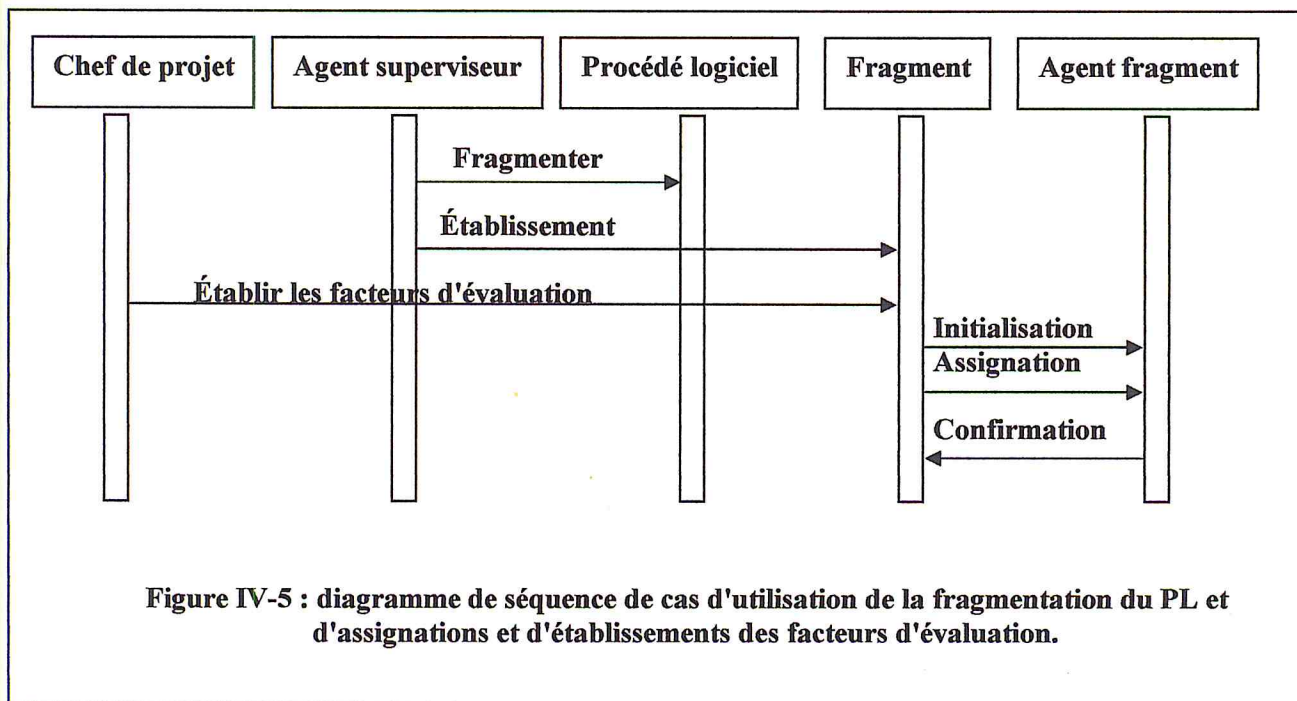 Chef de projet Agent superviseur Procédé logiciel Fragment Agent fragment
Fragmenter
Établissement
Établir les facteurs d'évaluation
Initialisation
Assignation
Confirmation
Figure IV-5 : diagramme de séquence de cas d'utilisation de la fragmentation du PL et
d'assignations et d'établissements des facteurs d'évaluation.